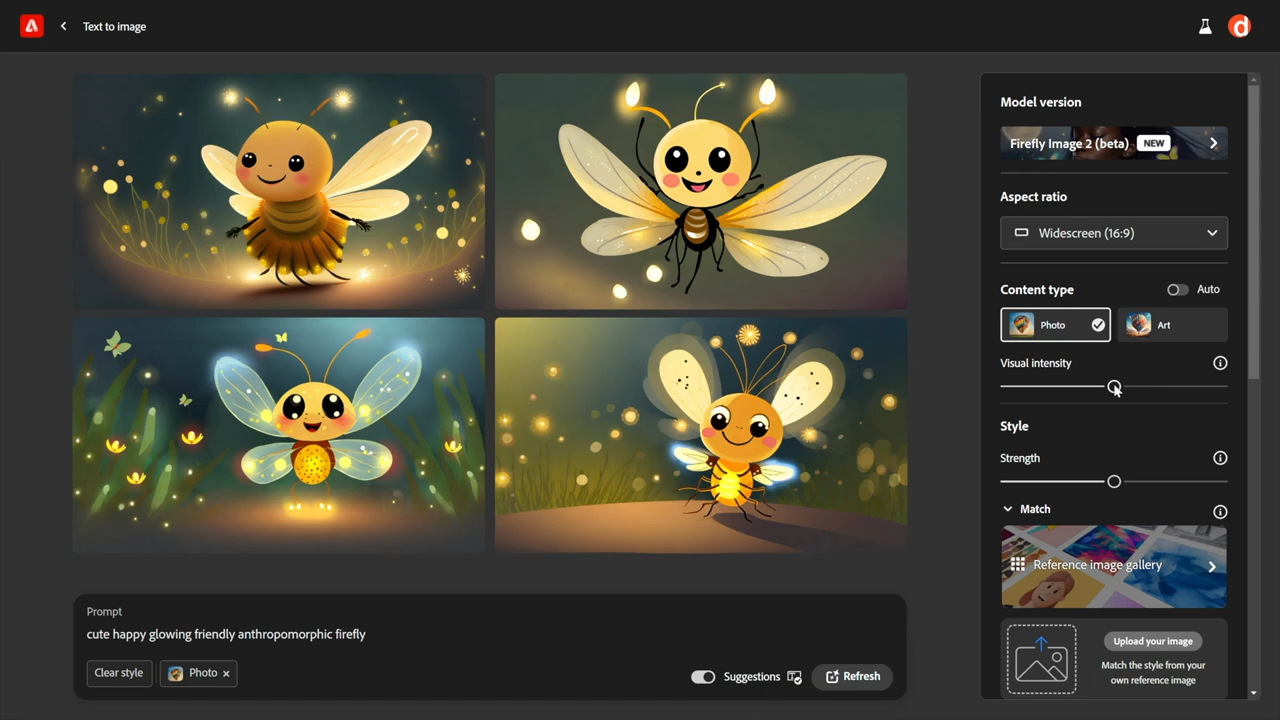 Text to image
d
Model version
Firefly Image 2 (beta) NEW
Aspect ratio
Widescreen (16:9)
Content type
Auto
Photo
Art
Visual intensity
Style
Strength
Match
Reference image gallery
Upload your image
Match the style from your
own reference image
Prompt
cute happy glowing friendly anthropomorphic firefly
Clear style
Photo ×
Suggestions
Refresh